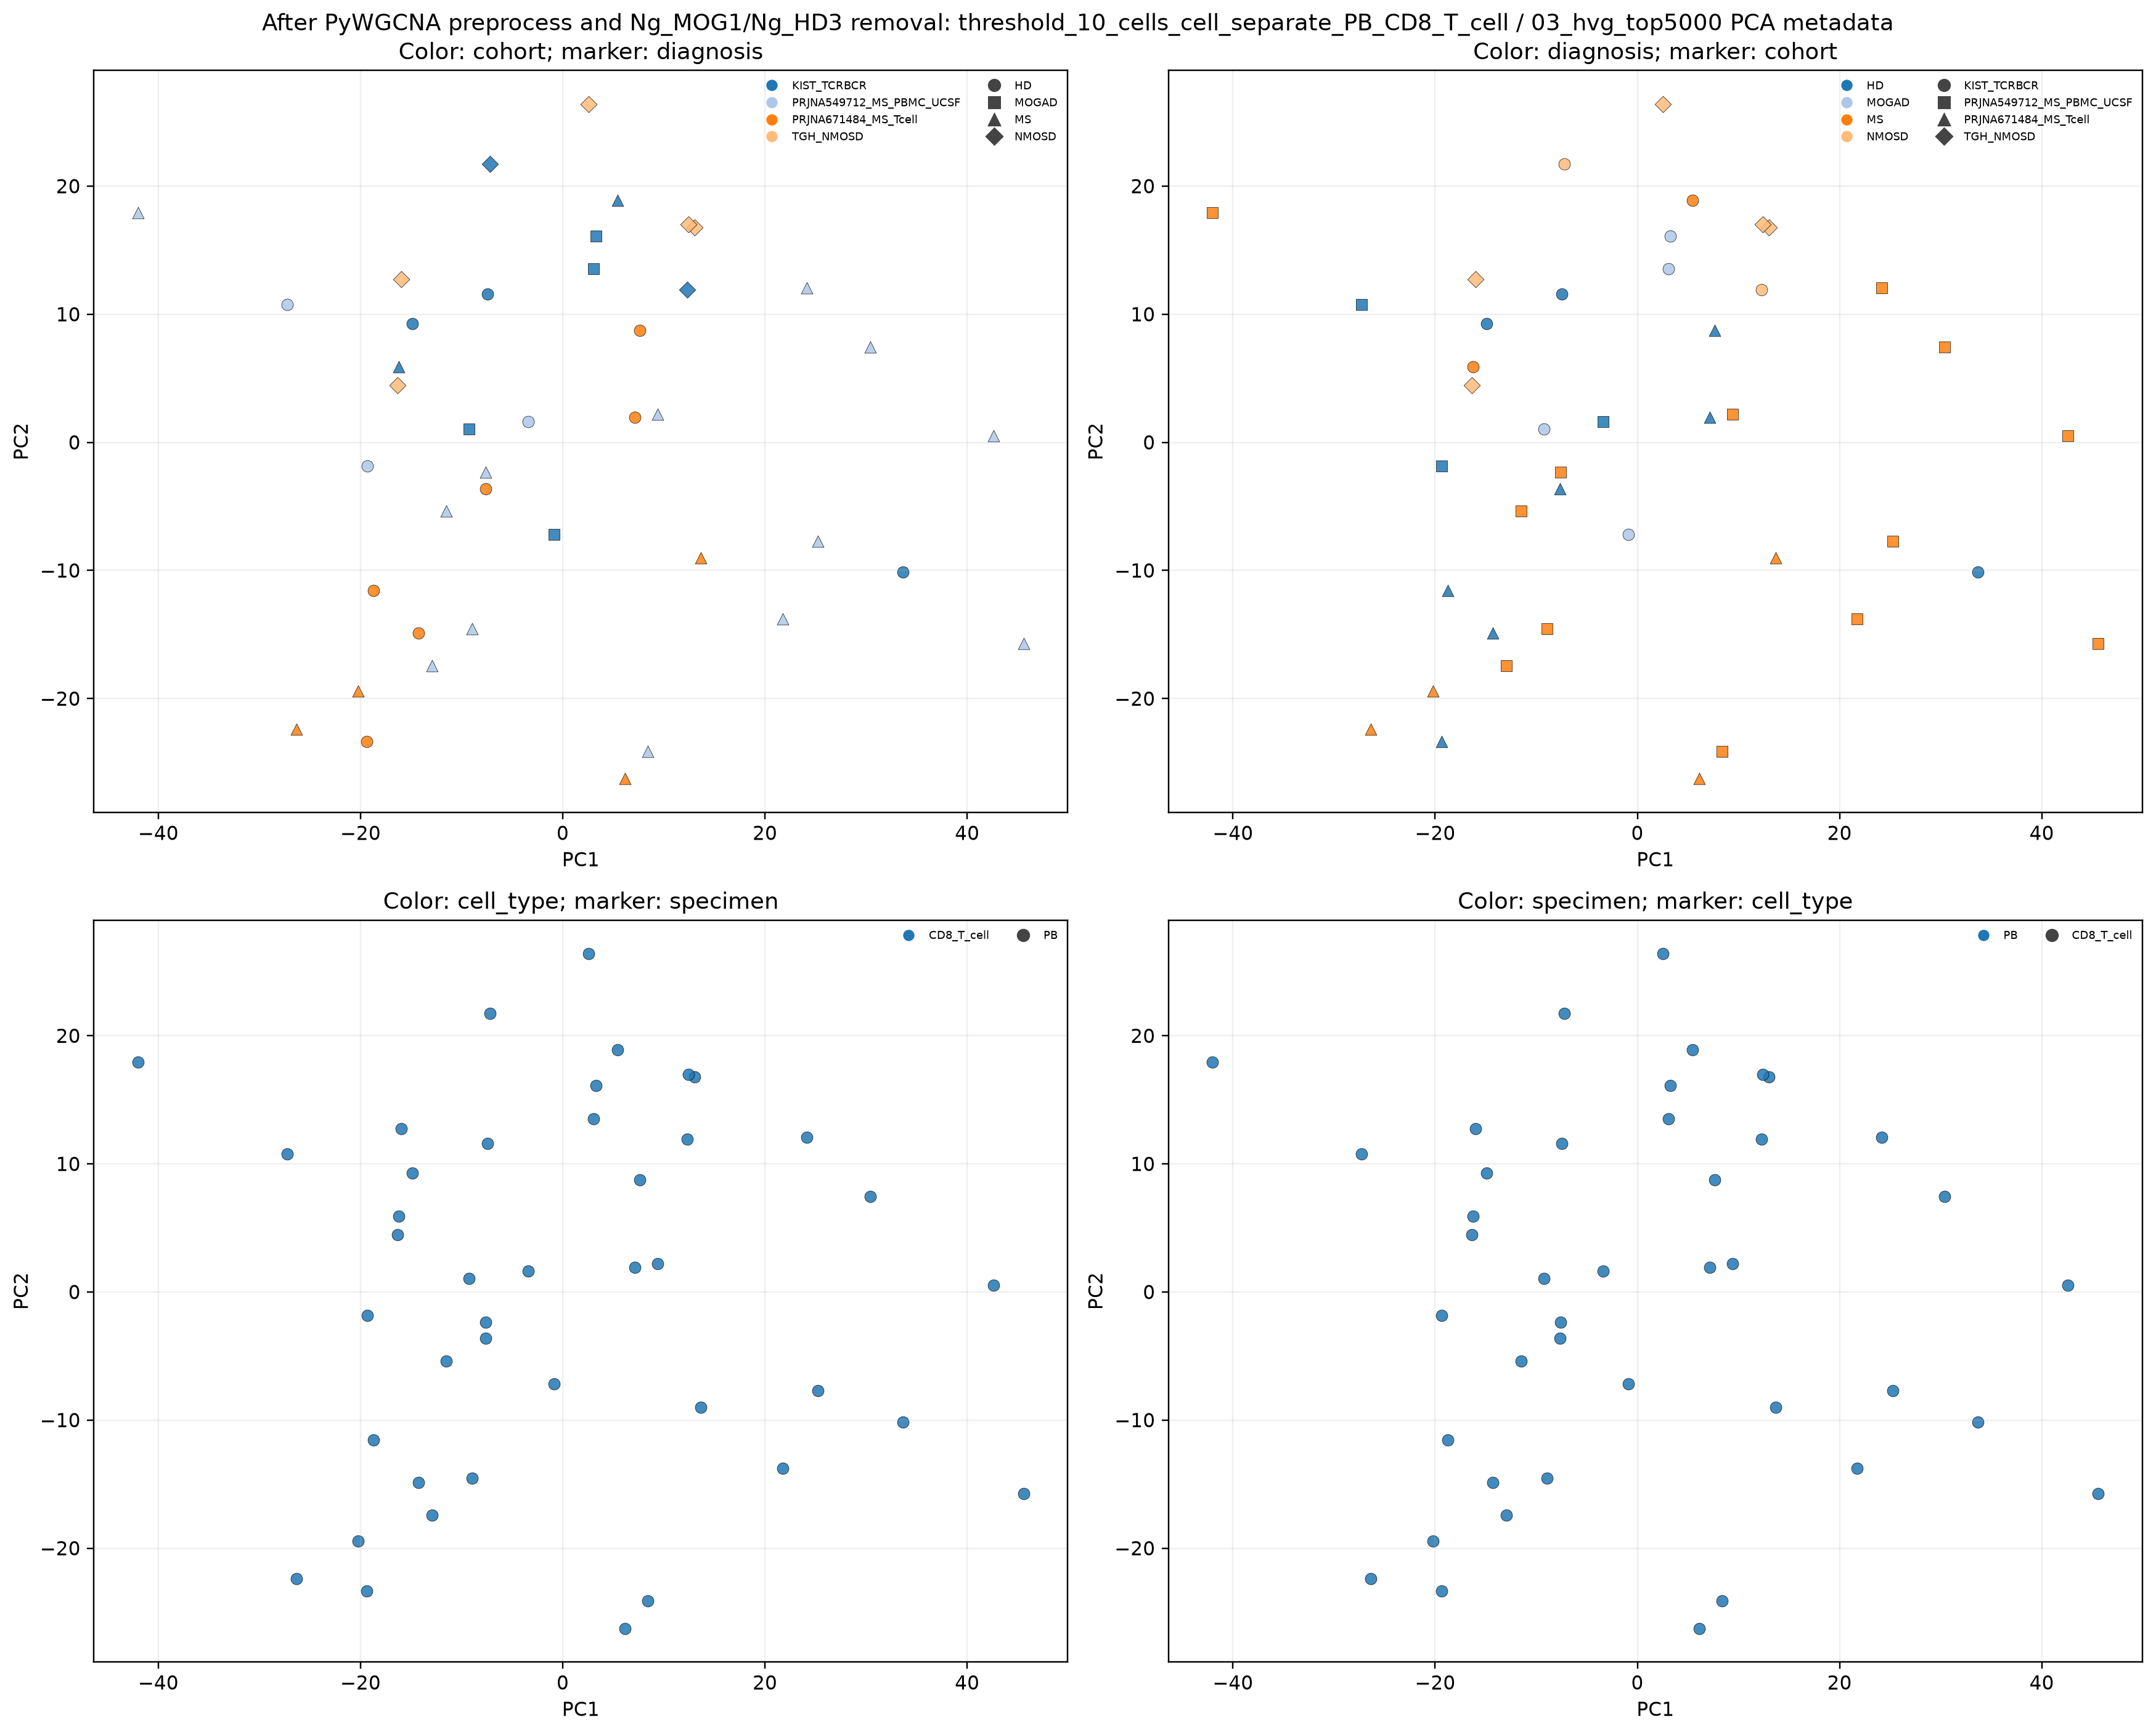 After PyWGCNA preprocess and Ng_MOG1/Ng_HD3 removal: threshold_10_cells_cell_separate_PB_CD8_T_cell / 03_hvg_top5000 PCA metadata
Color: cohort; marker: diagnosis
KIST_TCRBCR
PRJNA549712_MS_PBMC_UCSF
PRJNA671484_MS_Tcell
TGH_NMOSD
HD
MOGAD
MS
NMOSD
20
10
0
−10
−20
PC2
−40
−20
0
20
40
PC1
Color: diagnosis; marker: cohort
HD
MOGAD
MS
NMOSD
KIST_TCRBCR
PRJNA549712_MS_PBMC_UCSF
PRJNA671484_MS_Tcell
TGH_NMOSD
20
10
0
−10
−20
PC2
−40
−20
0
20
40
PC1
Color: cell_type; marker: specimen
CD8_T_cell
PB
20
10
0
−10
−20
PC2
−40
−20
0
20
40
PC1
Color: specimen; marker: cell_type
PB
CD8_T_cell
20
10
0
−10
−20
PC2
−40
−20
0
20
40
PC1